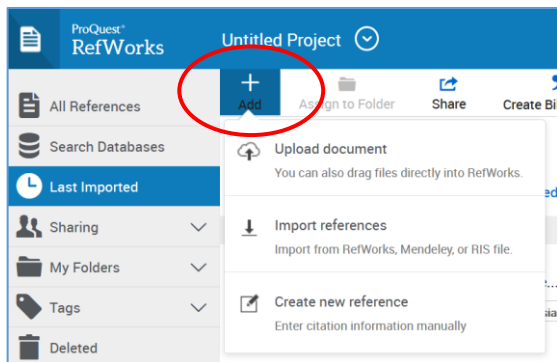 ProQuest®
RefWorks
Untitled Project
Add
Assign to Folder
Share
Create Bi
All References
Search Databases
Last Imported
Sharing
My Folders
Tags
Deleted
Upload document
You can also drag files directly into RefWorks.
Import references
Import from RefWorks, Mendeley, or RIS file.
Create new reference
Enter citation information manually
ed
e...
sia